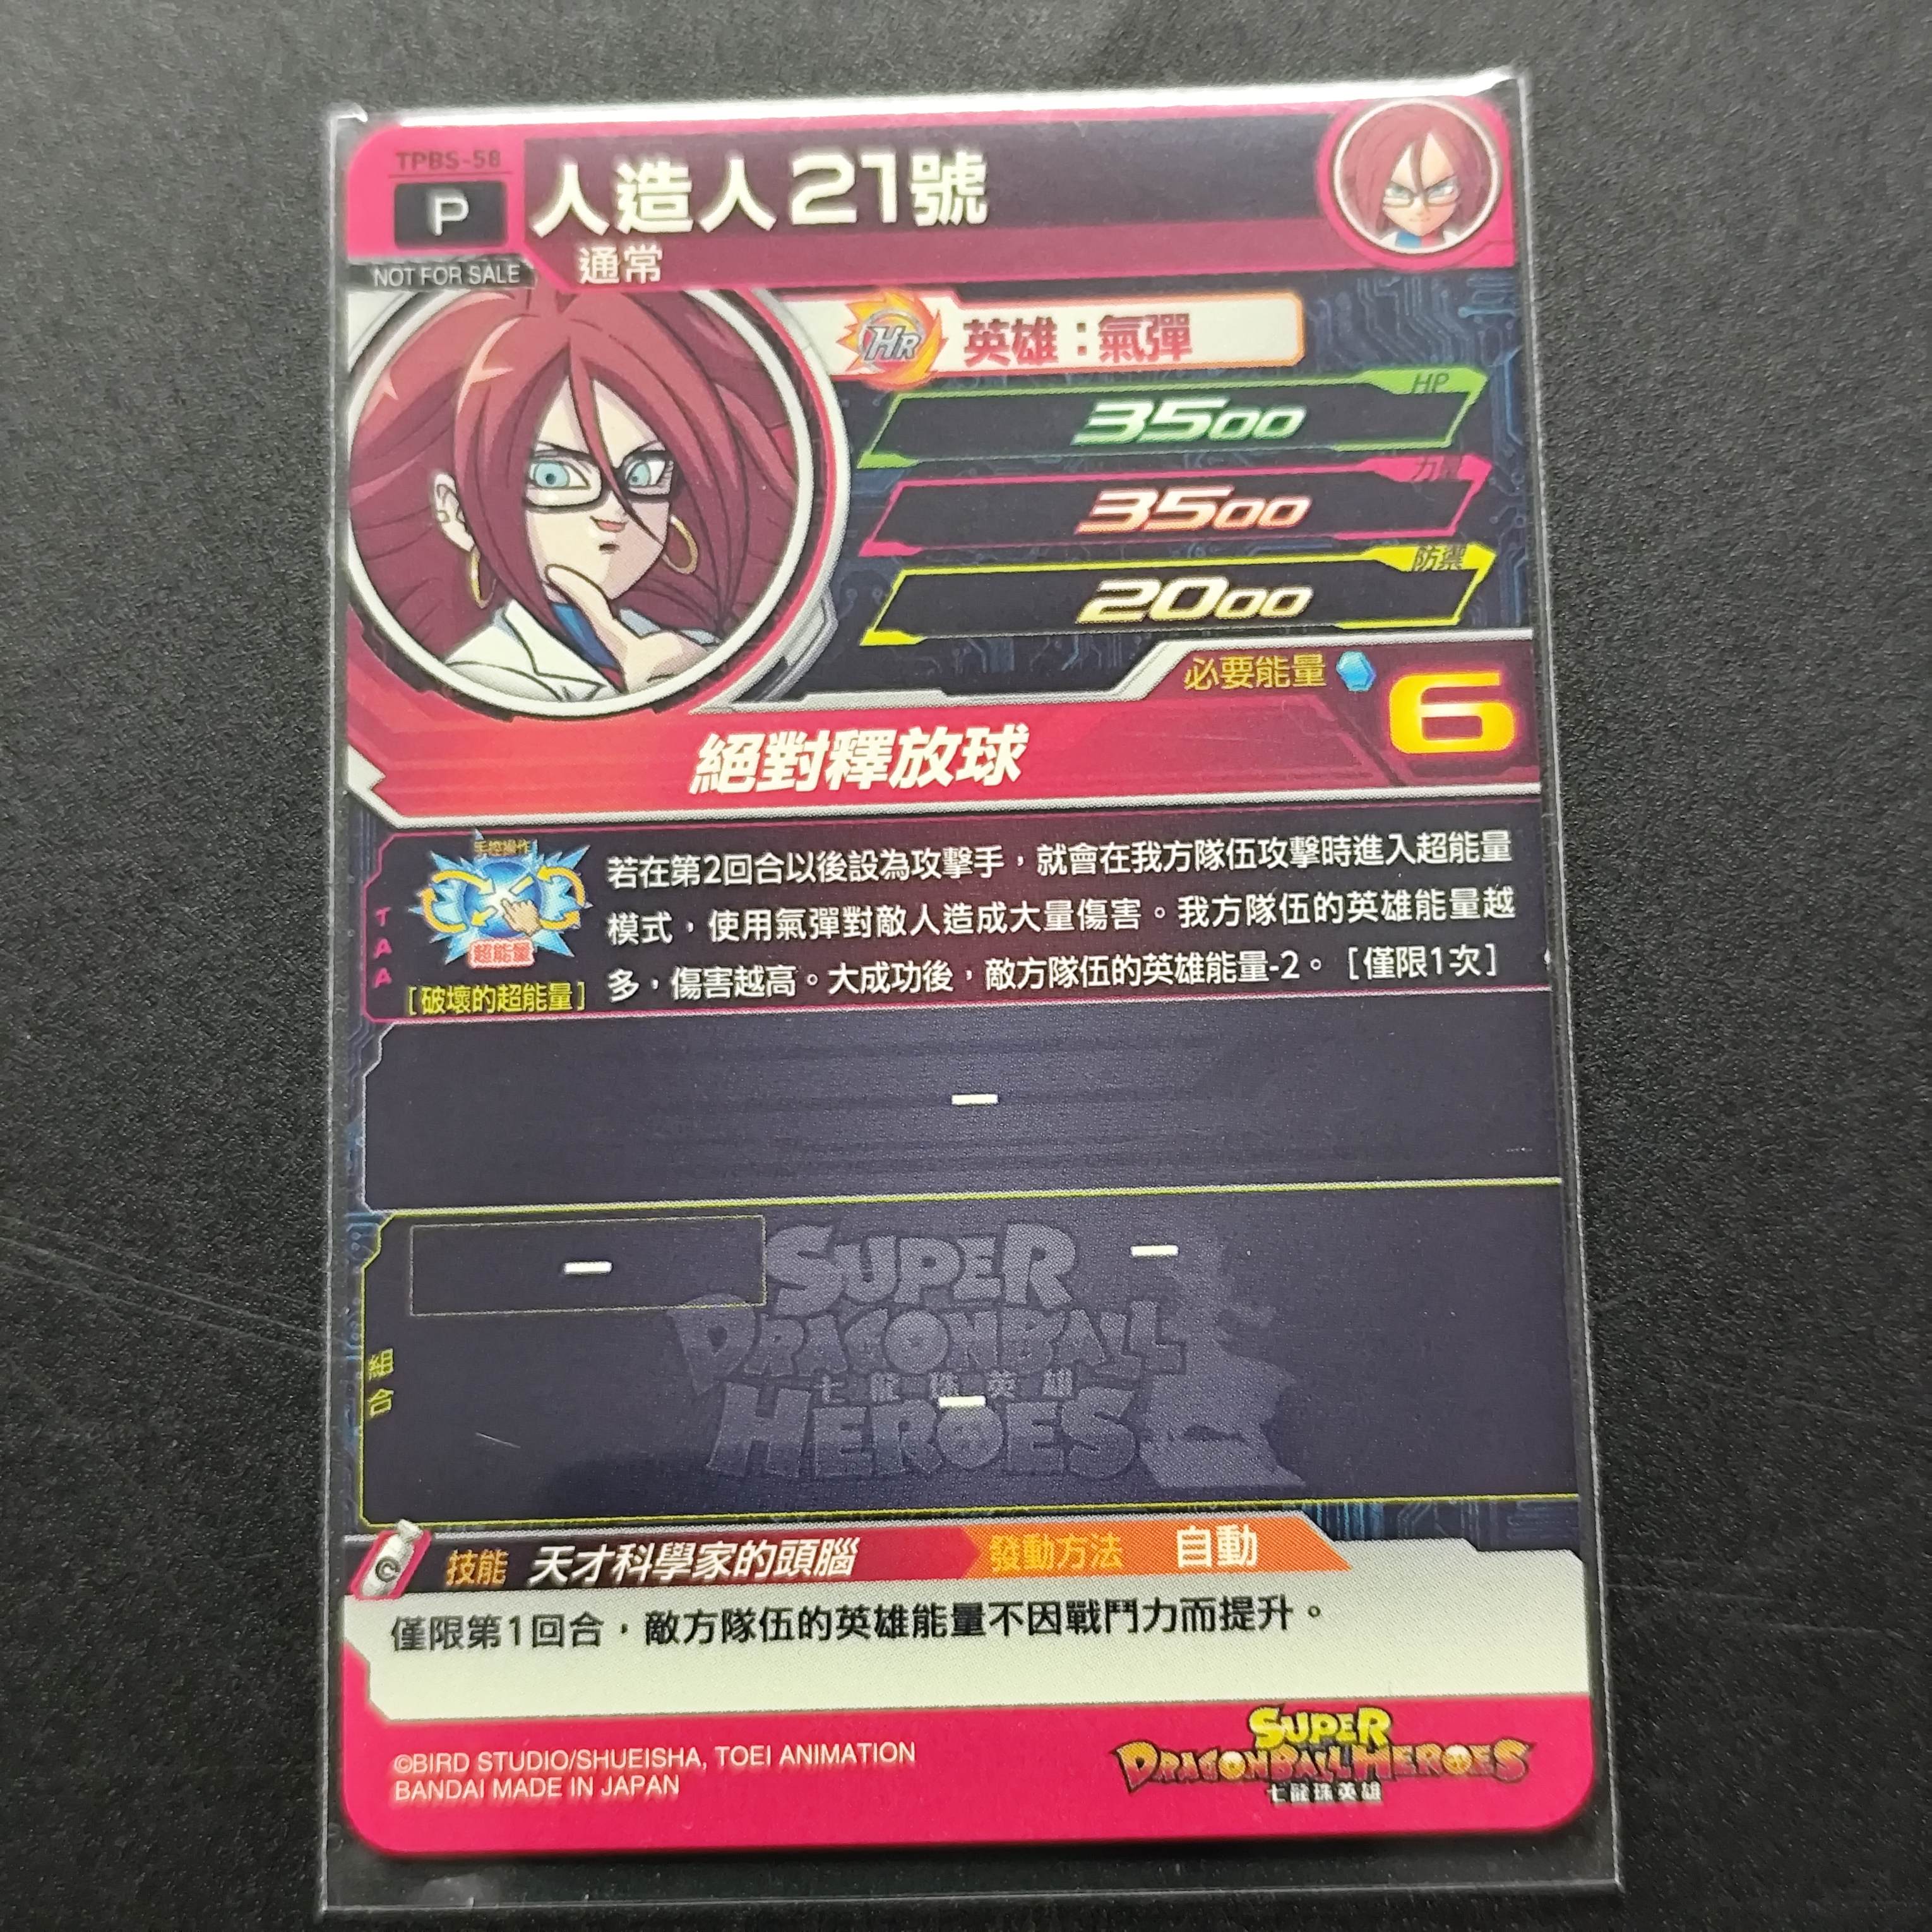 TPBS-58
P
人造人21號
NOT FOR SALE
通常
HR 英雄：氣彈
HP
3500
力量
3500
防禦
2000
必要能量 6
絕對釋放球
TAA
手控操作
超能量
[破壞的超能量]
若在第2回合以後設為攻擊手，就會在我方隊伍攻擊時進入超能量
模式，使用氣彈對敵人造成大量傷害。我方隊伍的英雄能量越
多，傷害越高。大成功後，敵方隊伍的英雄能量-2。[僅限1次]
-
組合
-
-
-
SUPER
DRAGONBALL
七龍珠英雄
HEROES
C 技能 天才科學家的頭腦 發動方法 自動
僅限第1回合，敵方隊伍的英雄能量不因戰鬥力而提升。
©BIRD STUDIO/SHUEISHA, TOEI ANIMATION
BANDAI MADE IN JAPAN
SUPER
DRAGONBALL HEROES
七龍珠英雄